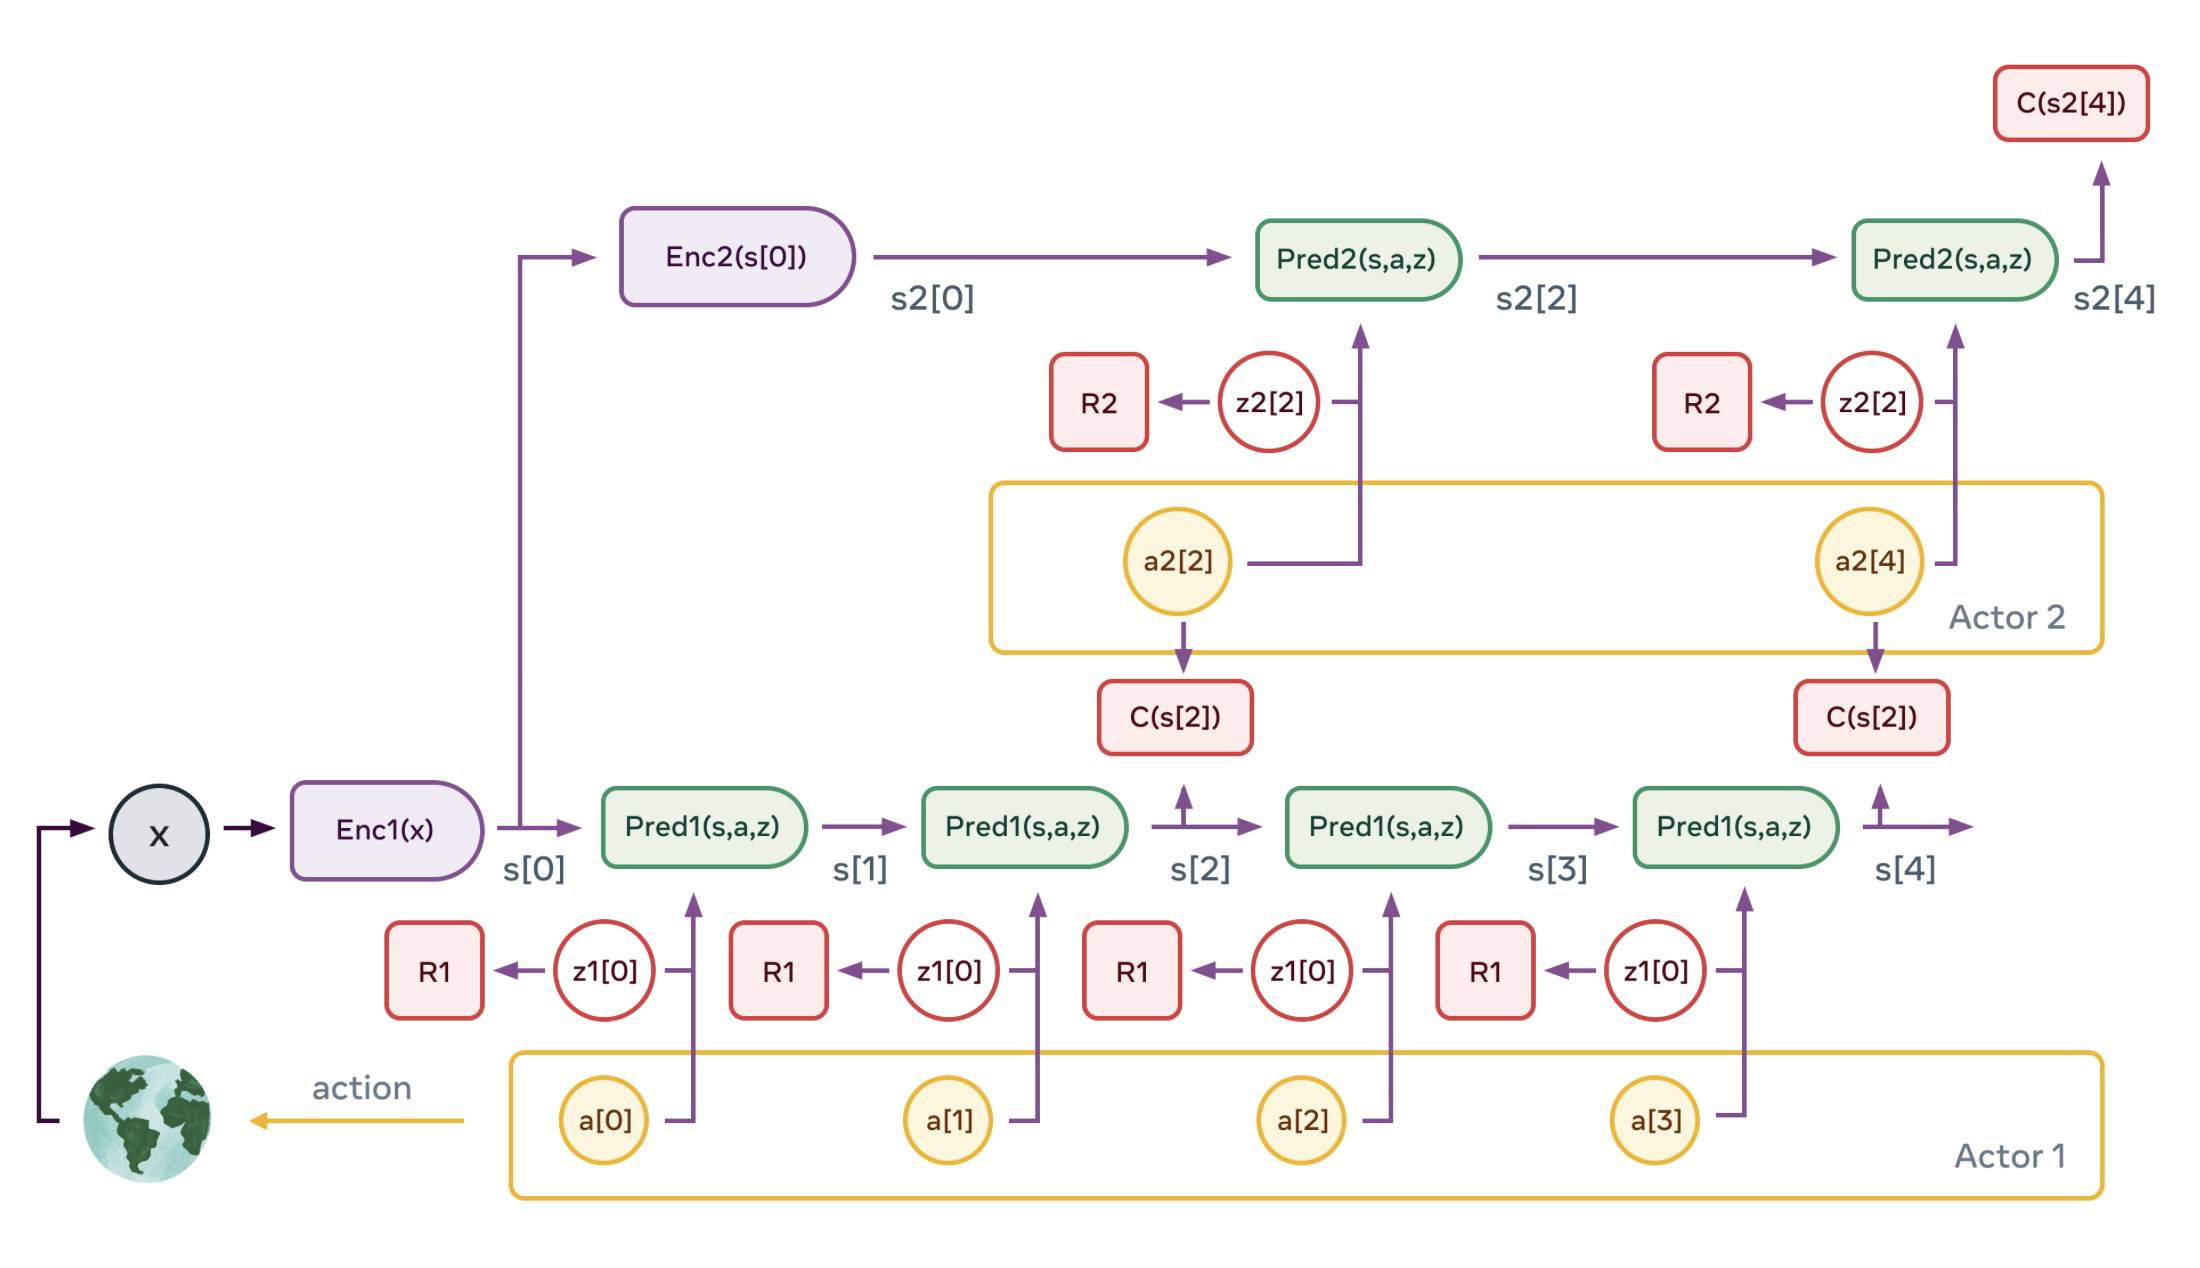 C(s2[4])
Enc2(s[0])
Pred2(s,a,z)
Pred2(s,a,z)
s2[0]
s2[2]
s2[4]
R2
z2[2]
R2
z2[2]
a2[2]
a2[4]
Actor 2
C(s[2])
C(s[2])
x
Enc1(x)
Pred1(s,a,z)
Pred1(s,a,z)
Pred1(s,a,z)
Pred1(s,a,z)
s[0]
s[1]
s[2]
s[3]
s[4]
R1
z1[0]
R1
z1[0]
R1
z1[0]
R1
z1[0]
action
a[0]
a[1]
a[2]
a[3]
Actor 1